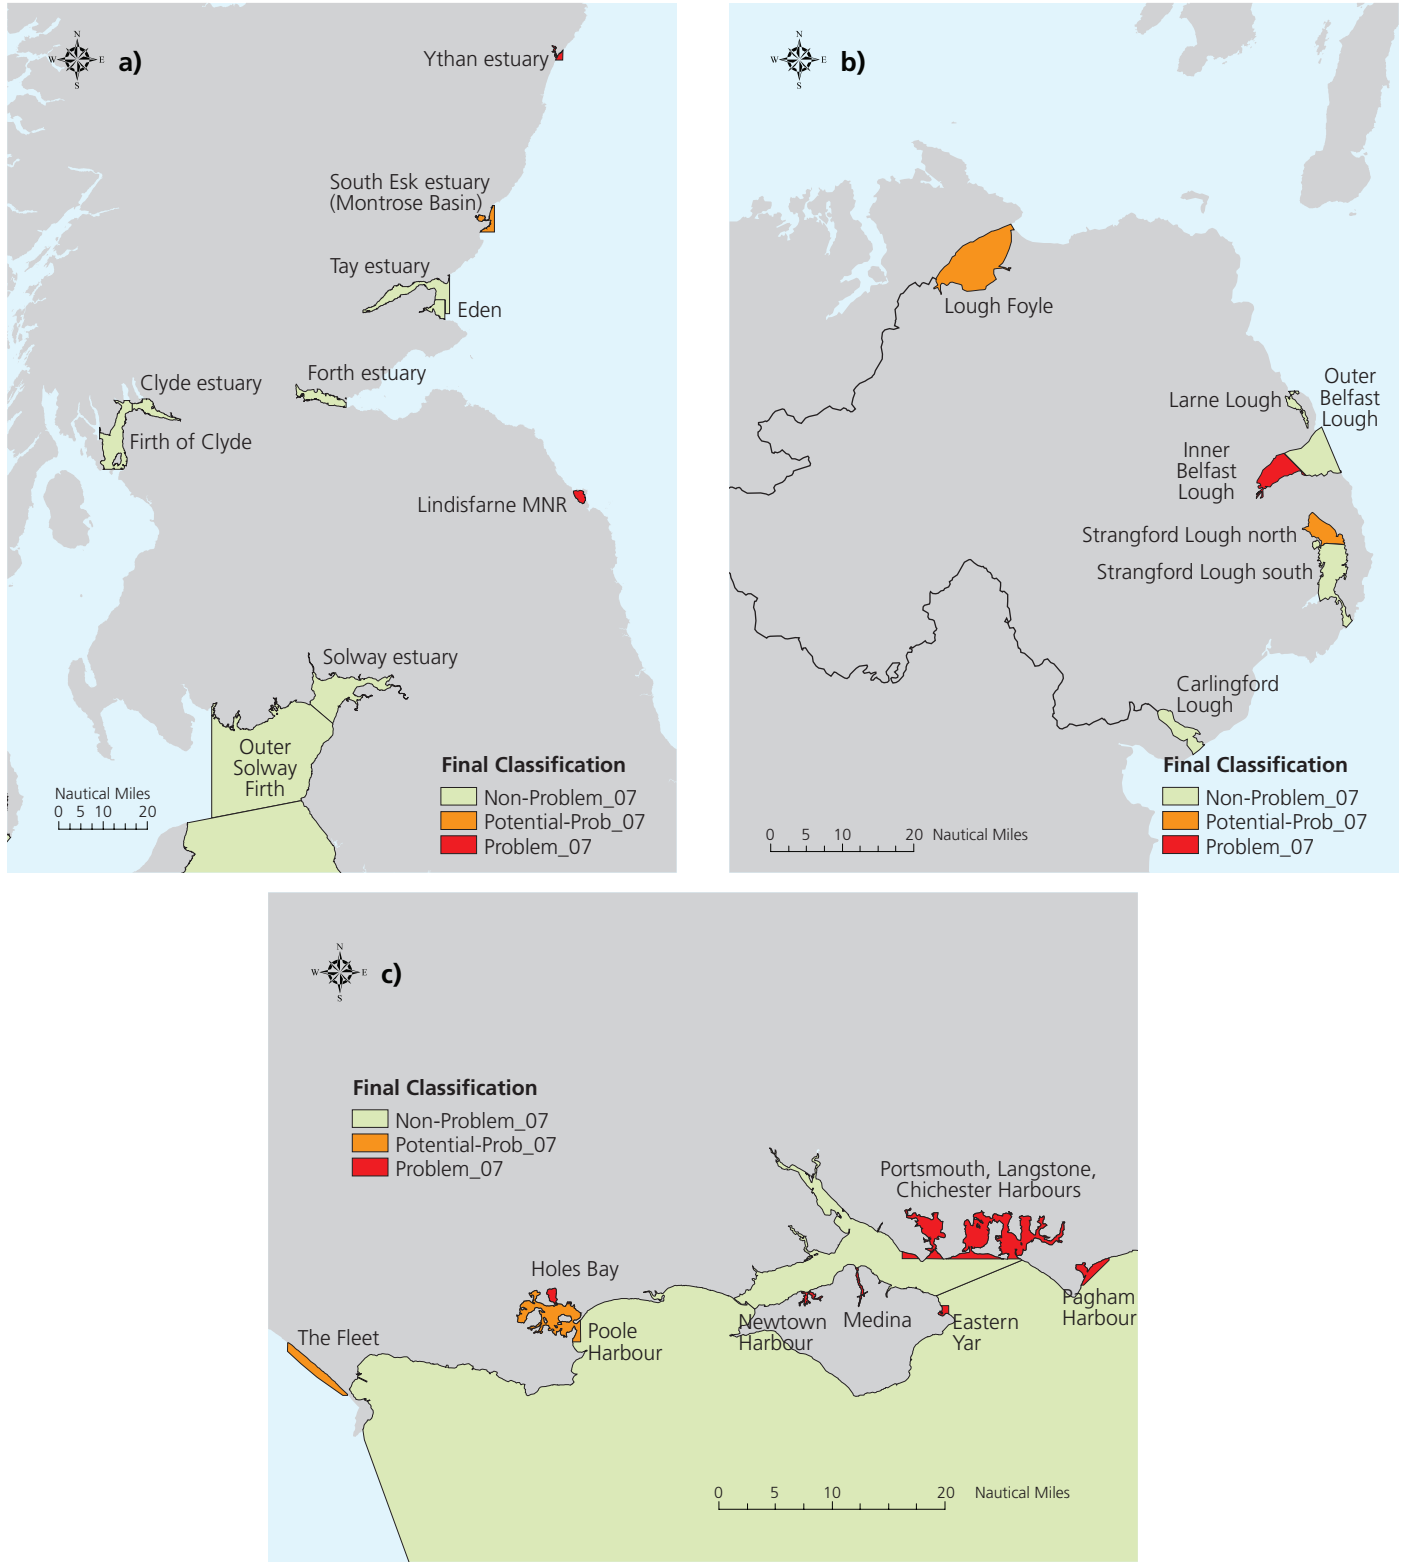 N
W E
S
a)
Ythan estuary
South Esk estuary
(Montrose Basin)
Tay estuary
Eden
Clyde estuary
Forth estuary
Firth of Clyde
Lindisfarne MNR
Solway estuary
Outer
Solway
Firth
Nautical Miles
0 5 10 20
Final Classification
Non-Problem_07
Potential-Prob_07
Problem_07
N
W E
S
b)
Lough Foyle
Outer
Belfast
Lough
Larne Lough
Inner
Belfast
Lough
Strangford Lough north
Strangford Lough south
Carlingford
Lough
Final Classification
Non-Problem_07
Potential-Prob_07
Problem_07
0 5 10 20 Nautical Miles
N
W E
S
c)
Final Classification
Non-Problem_07
Potential-Prob_07
Problem_07
Portsmouth, Langstone,
Chichester Harbours
Holes Bay
Pagham
Harbour
Newtown
Harbour
Medina
Eastern
Yar
Poole
Harbour
The Fleet
0 5 10 20 Nautical Miles